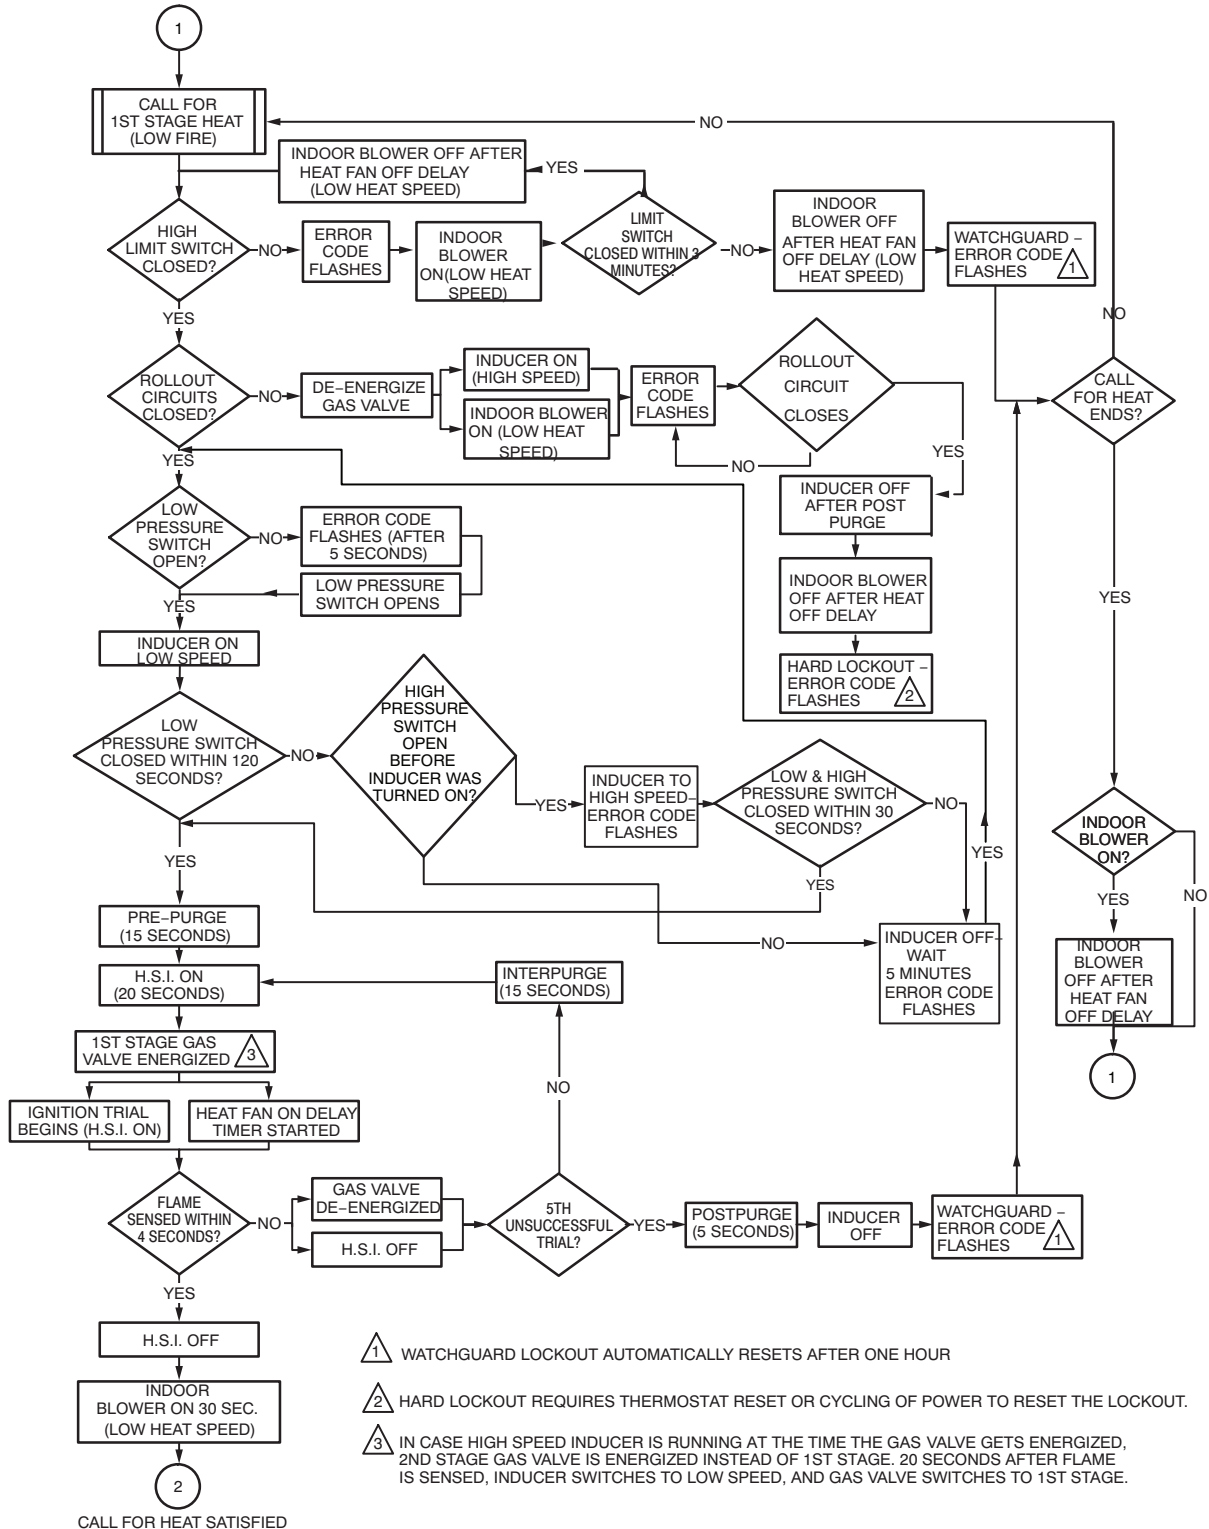 1
CALL FOR
1ST STAGE HEAT
(LOW FIRE)
NO
INDOOR BLOWER OFF AFTER
HEAT FAN OFF DELAY
(LOW HEAT SPEED)
YES
HIGH
LIMIT SWITCH
CLOSED?
NO
ERROR
CODE
FLASHES
INDOOR
BLOWER
ON(LOW HEAT
SPEED)
LIMIT
SWITCH
CLOSED WITHIN 3
MINUTES?
NO
INDOOR
BLOWER OFF
AFTER HEAT FAN
OFF DELAY (LOW
HEAT SPEED)
WATCHGUARD –
ERROR CODE
FLASHES
1
NO
YES
ROLLOUT
CIRCUITS
CLOSED?
NO
DE–ENERGIZE
GAS VALVE
INDUCER ON
(HIGH SPEED)
INDOOR BLOWER
ON (LOW HEAT
SPEED)
ERROR
CODE
FLASHES
ROLLOUT
CIRCUIT
CLOSES
NO
YES
CALL
FOR HEAT
ENDS?
YES
INDUCER OFF
AFTER POST
PURGE
LOW
PRESSURE
SWITCH
OPEN?
NO
ERROR CODE
FLASHES (AFTER
5 SECONDS)
LOW PRESSURE
SWITCH OPENS
INDOOR BLOWER
OFF AFTER HEAT
OFF DELAY
YES
YES
INDUCER ON
LOW SPEED
HARD LOCKOUT –
ERROR CODE
FLASHES
2
LOW
PRESSURE SWITCH
CLOSED WITHIN 120
SECONDS?
NO
HIGH
PRESSURE
SWITCH
OPEN
BEFORE
INDUCER WAS
TURNED ON?
YES
INDUCER TO
HIGH SPEED–
ERROR CODE
FLASHES
LOW & HIGH
PRESSURE SWITCH
CLOSED WITHIN 30
SECONDS?
NO
YES
INDOOR
BLOWER
ON?
YES
NO
YES
YES
NO
PRE–PURGE
(15 SECONDS)
INDUCER OFF–
WAIT
5 MINUTES
ERROR CODE
FLASHES
INDOOR
BLOWER
OFF AFTER
HEAT FAN
OFF DELAY
H.S.I. ON
(20 SECONDS)
INTERPURGE
(15 SECONDS)
1ST STAGE GAS
VALVE ENERGIZED
3
1
NO
IGNITION TRIAL
BEGINS (H.S.I. ON)
HEAT FAN ON DELAY
TIMER STARTED
FLAME
SENSED WITHIN
4 SECONDS?
NO
GAS VALVE
DE–ENERGIZED
H.S.I. OFF
5TH
UNSUCCESSFUL
TRIAL?
YES
POSTPURGE
(5 SECONDS)
INDUCER
OFF
WATCHGUARD –
ERROR CODE
FLASHES
1
YES
H.S.I. OFF
INDOOR
BLOWER ON 30 SEC.
(LOW HEAT SPEED)
2
CALL FOR HEAT SATISFIED
1 WATCHGUARD LOCKOUT AUTOMATICALLY RESETS AFTER ONE HOUR
2 HARD LOCKOUT REQUIRES THERMOSTAT RESET OR CYCLING OF POWER TO RESET THE LOCKOUT.
3 IN CASE HIGH SPEED INDUCER IS RUNNING AT THE TIME THE GAS VALVE GETS ENERGIZED,
2ND STAGE GAS VALVE IS ENERGIZED INSTEAD OF 1ST STAGE. 20 SECONDS AFTER FLAME
IS SENSED, INDUCER SWITCHES TO LOW SPEED, AND GAS VALVE SWITCHES TO 1ST STAGE.